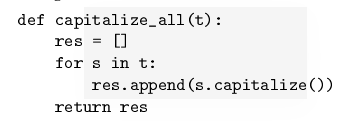 def capitalize_all(t):
    res = []
    for s in t:
        res.append(s.capitalize())
    return res